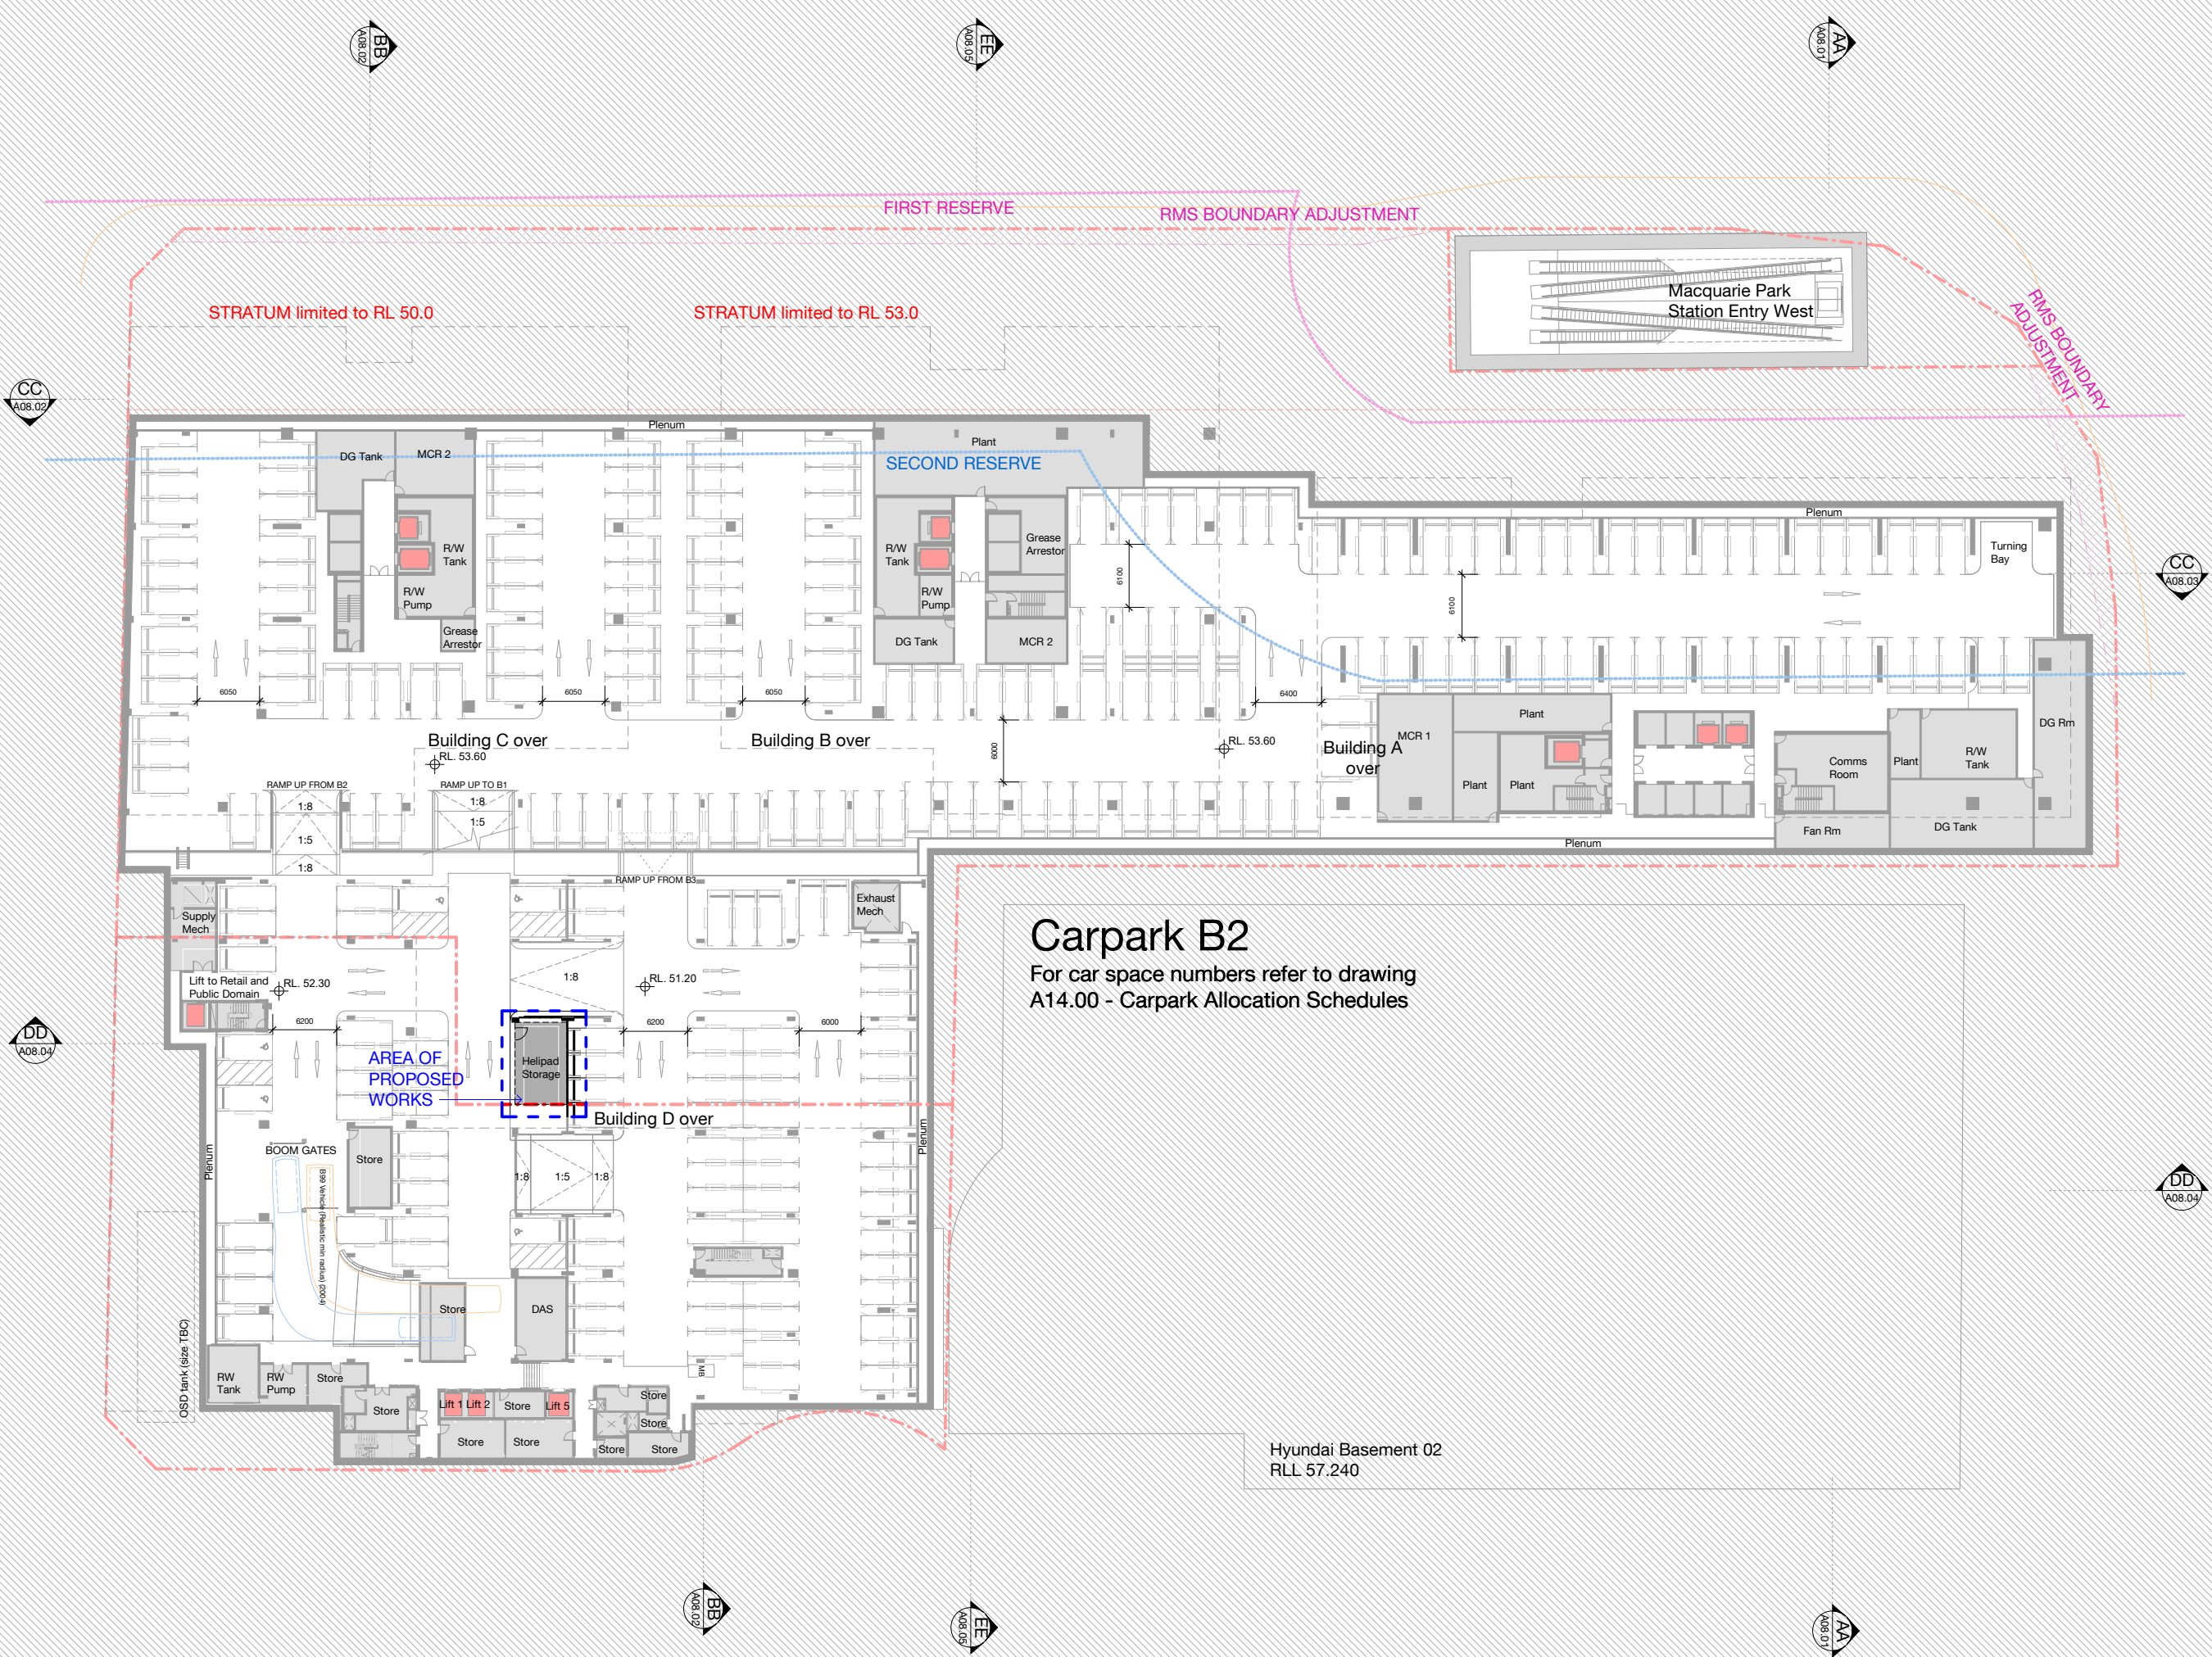 BB
A08.02
EE
A08.05
AA
A08.01
FIRST RESERVE
RMS BOUNDARY ADJUSTMENT
STRATUM limited to RL 50.0
STRATUM limited to RL 53.0
Macquarie Park
Station Entry West
RMS BOUNDARY
ADJUSTMENT
CC
A08.02
Plenum
DG Tank
MCR 2
Plant
SECOND RESERVE
Plenum
R/W
Tank
R/W
Pump
Grease
Arrestor
R/W
Tank
R/W
Pump
Grease
Arrestor
DG Tank
MCR 2
6100
6100
Turning
Bay
CC
A08.03
6050
6050
6050
6400
6000
Building C over
RL. 53.60
Building B over
RL. 53.60
Building A
over
MCR 1
Plant
Plant
Plant
Comms
Room
Plant
R/W
Tank
DG Rm
Fan Rm
DG Tank
Plenum
RAMP UP FROM B2
1:8
1:5
1:8
RAMP UP TO B1
1:8
1:5
RAMP UP FROM B3
Supply
Mech
Exhaust
Mech
Lift to Retail and
Public Domain
RL. 52.30
1:8
RL. 51.20
Carpark B2
For car space numbers refer to drawing
A14.00 - Carpark Allocation Schedules
DD
A08.04
6200
6200
6000
AREA OF
PROPOSED
WORKS
Helipad
Storage
Building D over
Plenum
Plenum
BOOM GATES
Store
1:8
1:5
1:8
B99 Vehicle (Realistic min radius) (2004)
DD
A08.04
Store
DAS
OSD tank (size TBC)
RW
Tank
RW
Pump
Store
Store
Lift 1
Lift 2
Store
Lift 5
Store
Store
Store
Store
Store
Store
MB
Hyundai Basement 02
RLL 57.240
BB
A08.02
EE
A08.05
AA
A08.01